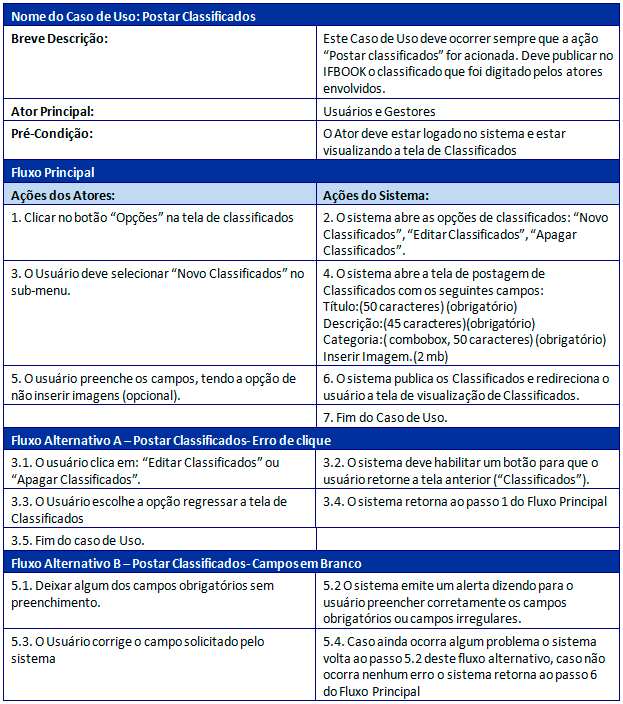 Nome do Caso de Uso: Postar Classificados
Breve Descrição:
Este Caso de Uso deve ocorrer sempre que a ação
“Postar classificados” for acionada. Deve publicar no
IFBOOK o classificado que foi digitado pelos atores
envolvidos.
Ator Principal:
Usuários e Gestores
Pré-Condição:
O Ator deve estar logado no sistema e estar
visualizando a tela de Classificados
Fluxo Principal
Ações dos Atores:
Ações do Sistema:
1. Clicar no botão “Opções” na tela de classificados
2. O sistema abre as opções de classificados: “Novo
Classificados”, “Editar Classificados”, “Apagar
Classificados”.
3. O Usuário deve selecionar “Novo Classificados” no
sub-menu.
4. O sistema abre a tela de postagem de
Classificados com os seguintes campos:
Título:(50 caracteres) (obrigatório)
Descrição:(45 caracteres)(obrigatório)
Categoria:( combobox, 50 caracteres) (obrigatório)
Inserir Imagem.(2 mb)
5. O usuário preenche os campos, tendo a opção de
não inserir imagens (opcional).
6. O sistema publica os Classificados e redireciona o
usuário a tela de visualização de Classificados.
7. Fim do Caso de Uso.
Fluxo Alternativo A – Postar Classificados- Erro de clique
3.1. O usuário clica em: “Editar Classificados” ou
“Apagar Classificados”.
3.2. O sistema deve habilitar um botão para que o
usuário retorne a tela anterior (“Classificados”).
3.3. O Usuário escolhe a opção regressar a tela de
Classificados
3.4. O sistema retorna ao passo 1 do Fluxo Principal
3.5. Fim do caso de Uso.
Fluxo Alternativo B – Postar Classificados- Campos em Branco
5.1. Deixar algum dos campos obrigatórios sem
preenchimento.
5.2 O sistema emite um alerta dizendo para o
usuário preencher corretamente os campos
obrigatórios ou campos irregulares.
5.3. O Usuário corrige o campo solicitado pelo
sistema
5.4. Caso ainda ocorra algum problema o sistema
volta ao passo 5.2 deste fluxo alternativo, caso não
ocorra nenhum erro o sistema retorna ao passo 6
do Fluxo Principal